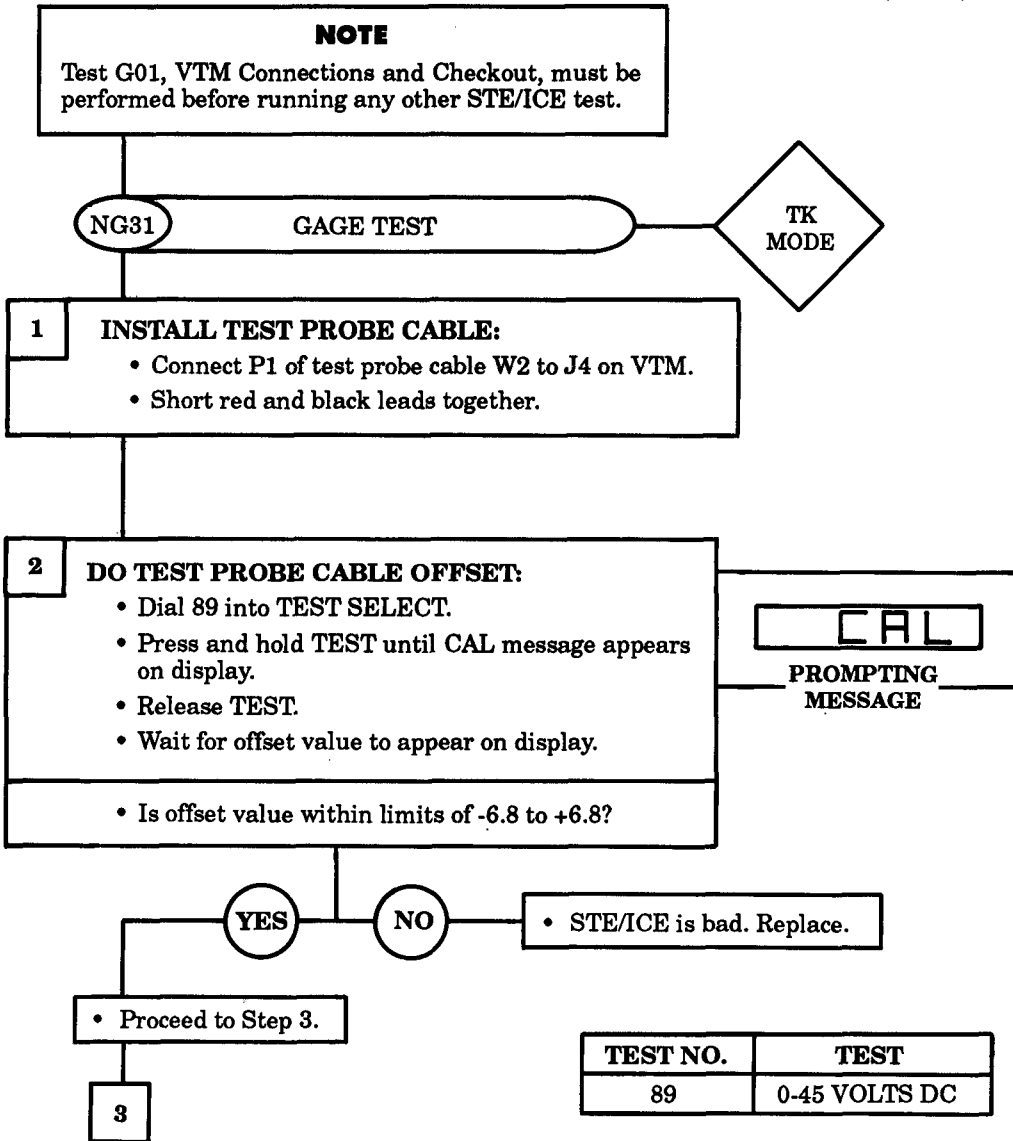 NOTE
Test G01, VTM Connections and Checkout, must be
performed before running any other STE/ICE test.
NG31
GAGE TEST
TK
MODE
1
INSTALL TEST PROBE CABLE:
• Connect P1 of test probe cable W2 to J4 on VTM.
• Short red and black leads together.
2
DO TEST PROBE CABLE OFFSET:
• Dial 89 into TEST SELECT.
• Press and hold TEST until CAL message appears
on display.
• Release TEST.
• Wait for offset value to appear on display.
CAL
PROMPTING
MESSAGE
• Is offset value within limits of -6.8 to +6.8?
YES
NO
• STE/ICE is bad. Replace.
• Proceed to Step 3.
3
TEST NO. TEST
89 0-45 VOLTS DC